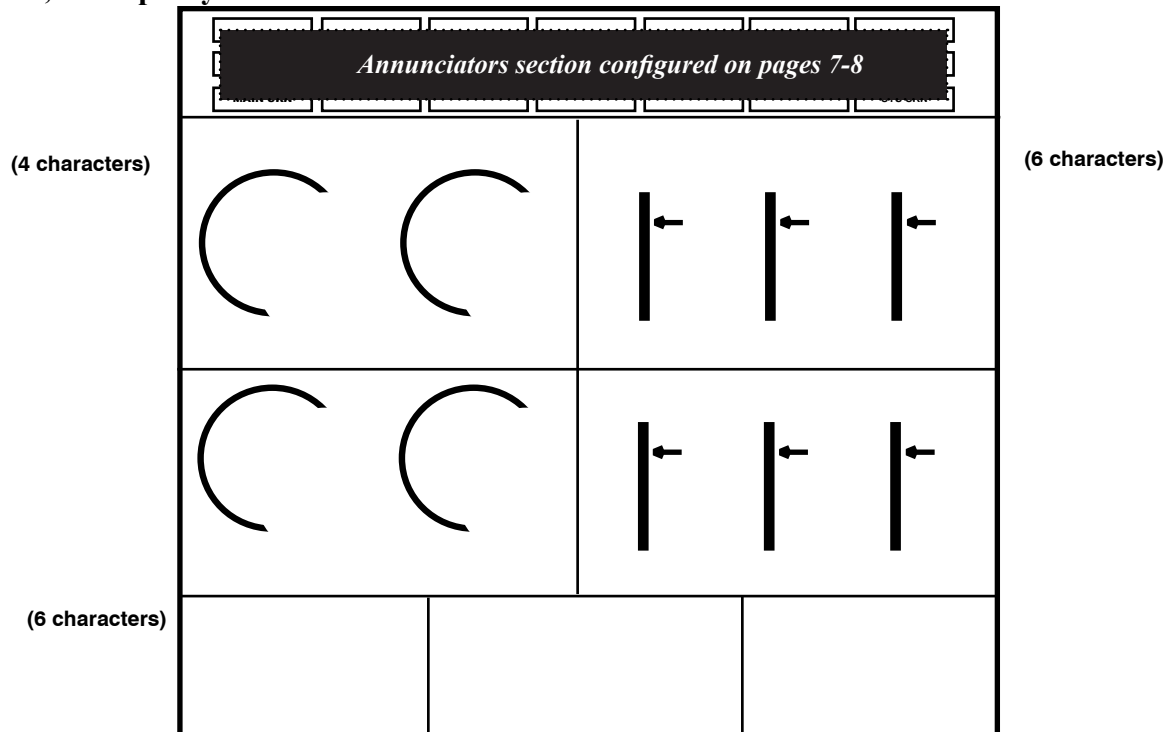 Annunciators section configured on pages 7-8
(4 characters)
(6 characters)
(6 characters)